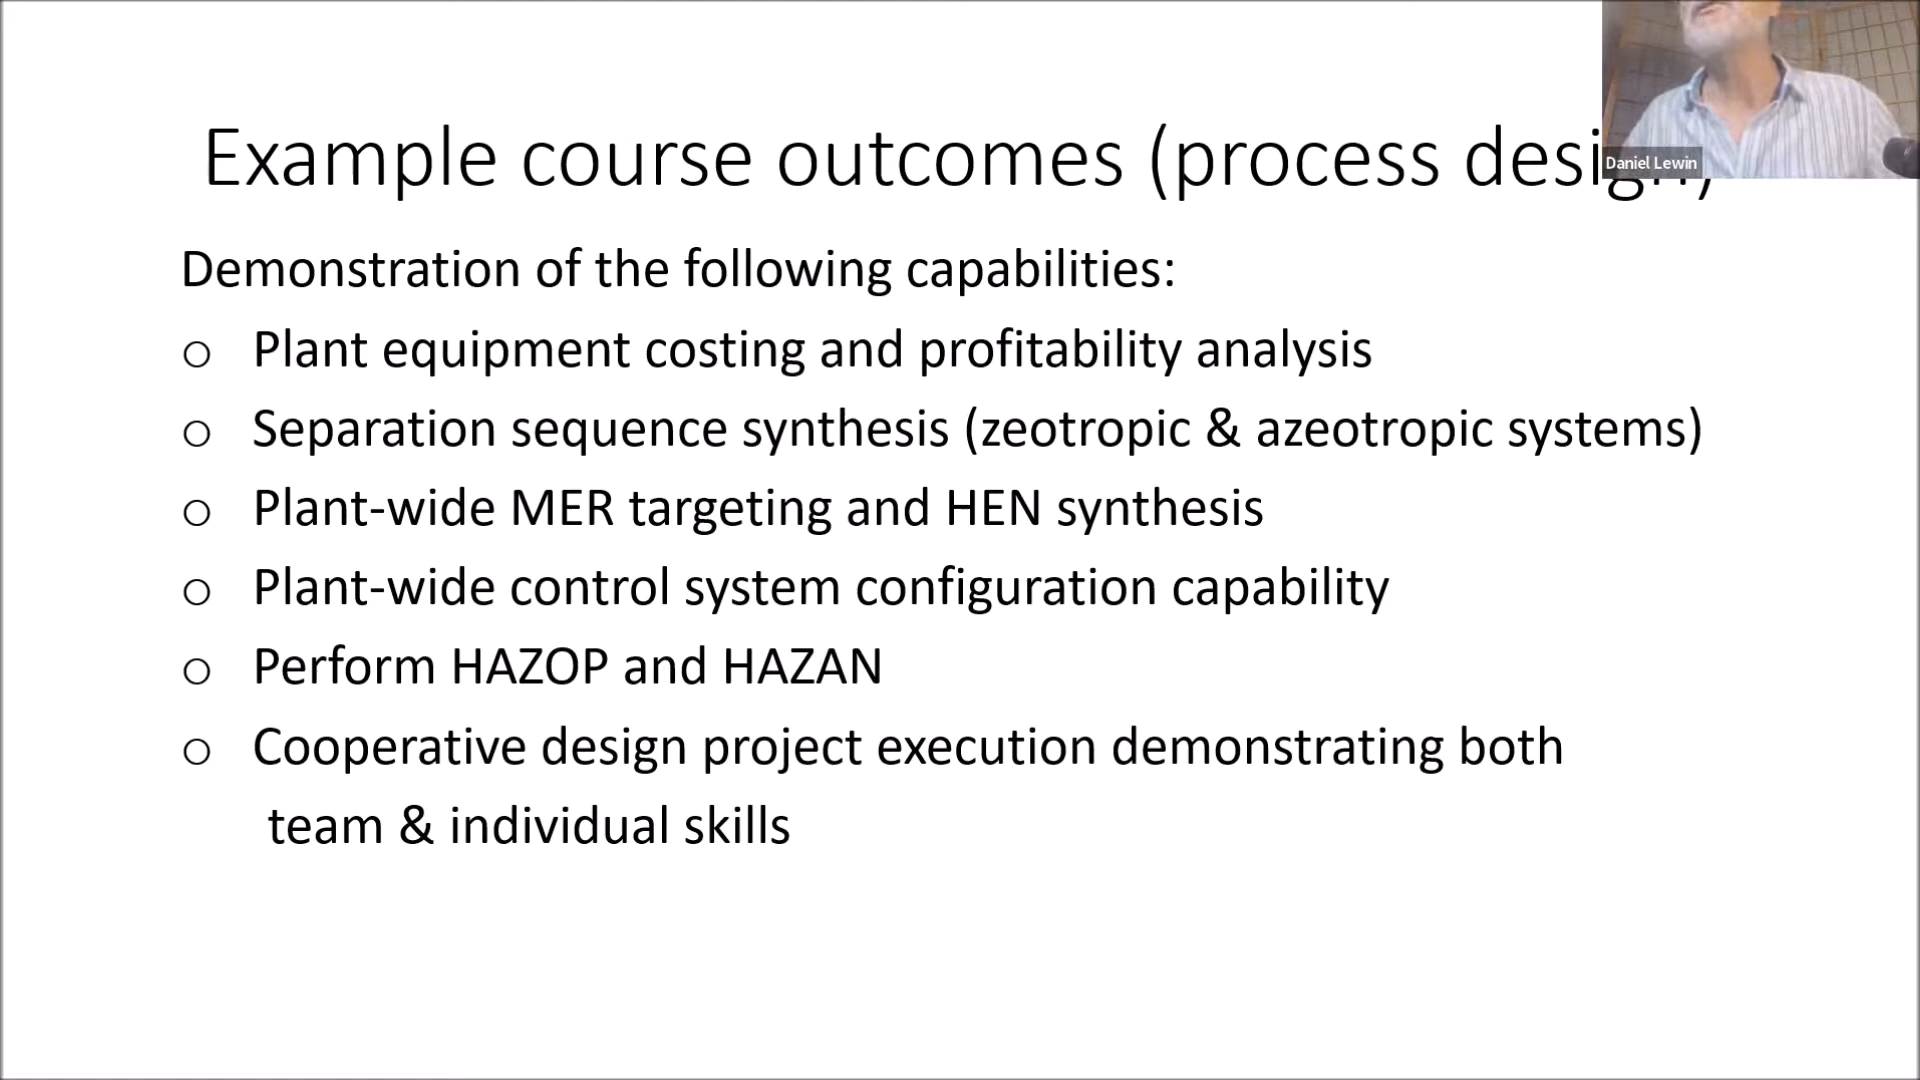 Example course outcomes (process design)
Daniel Lewin
Demonstration of the following capabilities:
o Plant equipment costing and profitability analysis
o Separation sequence synthesis (zeotropic & azeotropic systems)
o Plant-wide MER targeting and HEN synthesis
o Plant-wide control system configuration capability
o Perform HAZOP and HAZAN
o Cooperative design project execution demonstrating both
team & individual skills